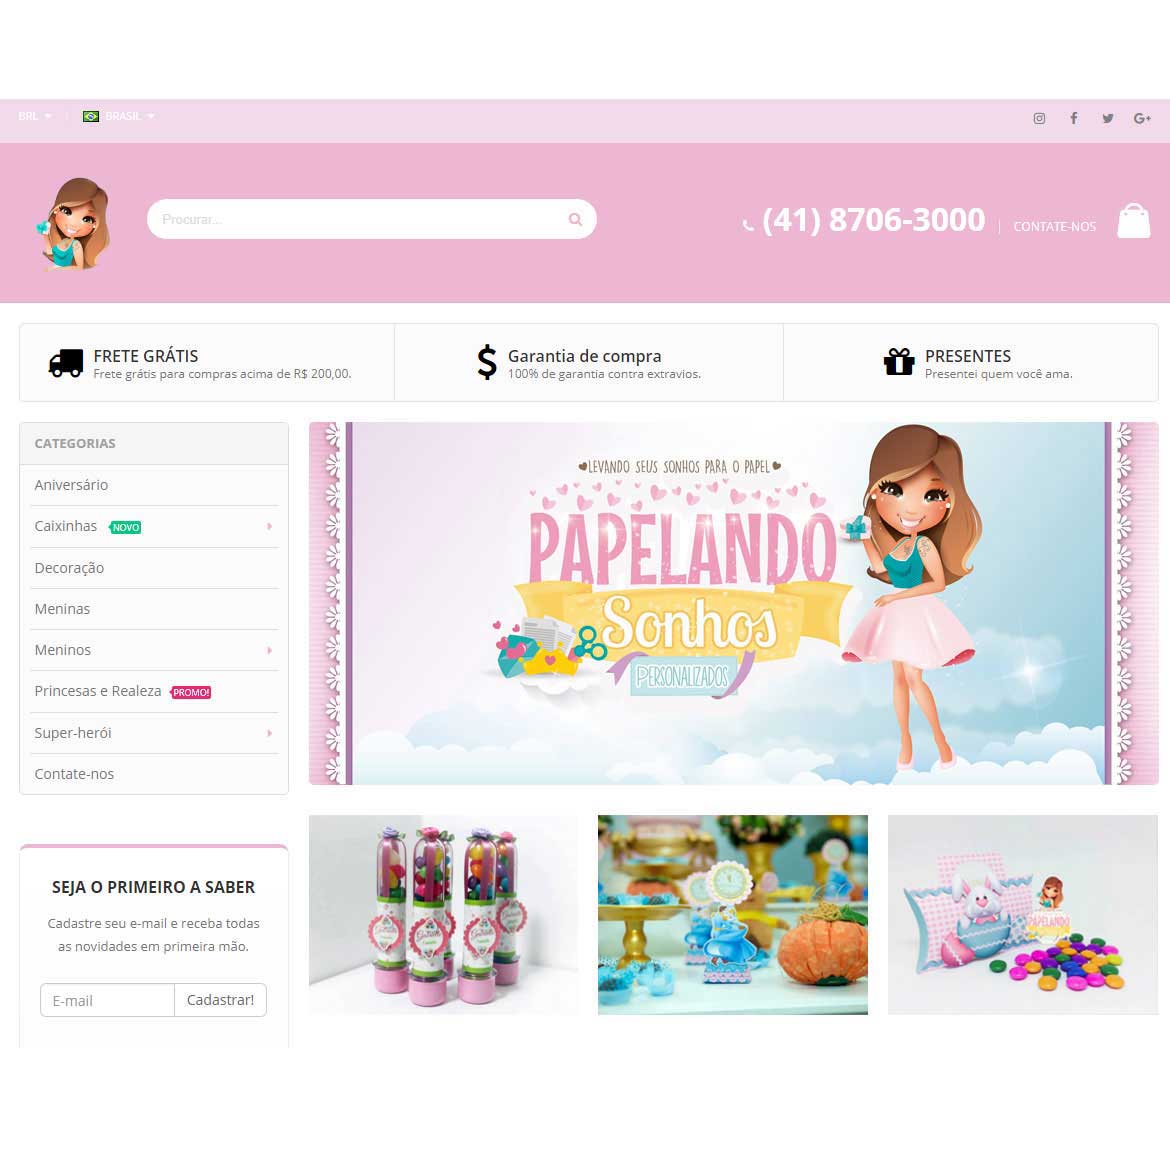 BRL
BRASIL
Procurar...
(41) 8706-3000
CONTATE-NOS
FRETE GRÁTIS
Frete grátis para compras acima de R$ 200,00.
Garantia de compra
100% de garantia contra extravios.
PRESENTES
Presentei quem você ama.
CATEGORIAS
Aniversário
Caixinhas NOVO
Decoração
Meninas
Meninos
Princesas e Realeza PROMO!
Super-herói
Contate-nos
LEVANDO SEUS SONHOS PARA O PAPEL
PAPELANDO
Sonhos
PERSONALIZADOS
SEJA O PRIMEIRO A SABER
Cadastre seu e-mail e receba todas
as novidades em primeira mão.
E-mail
Cadastrar!
PAPELANDO